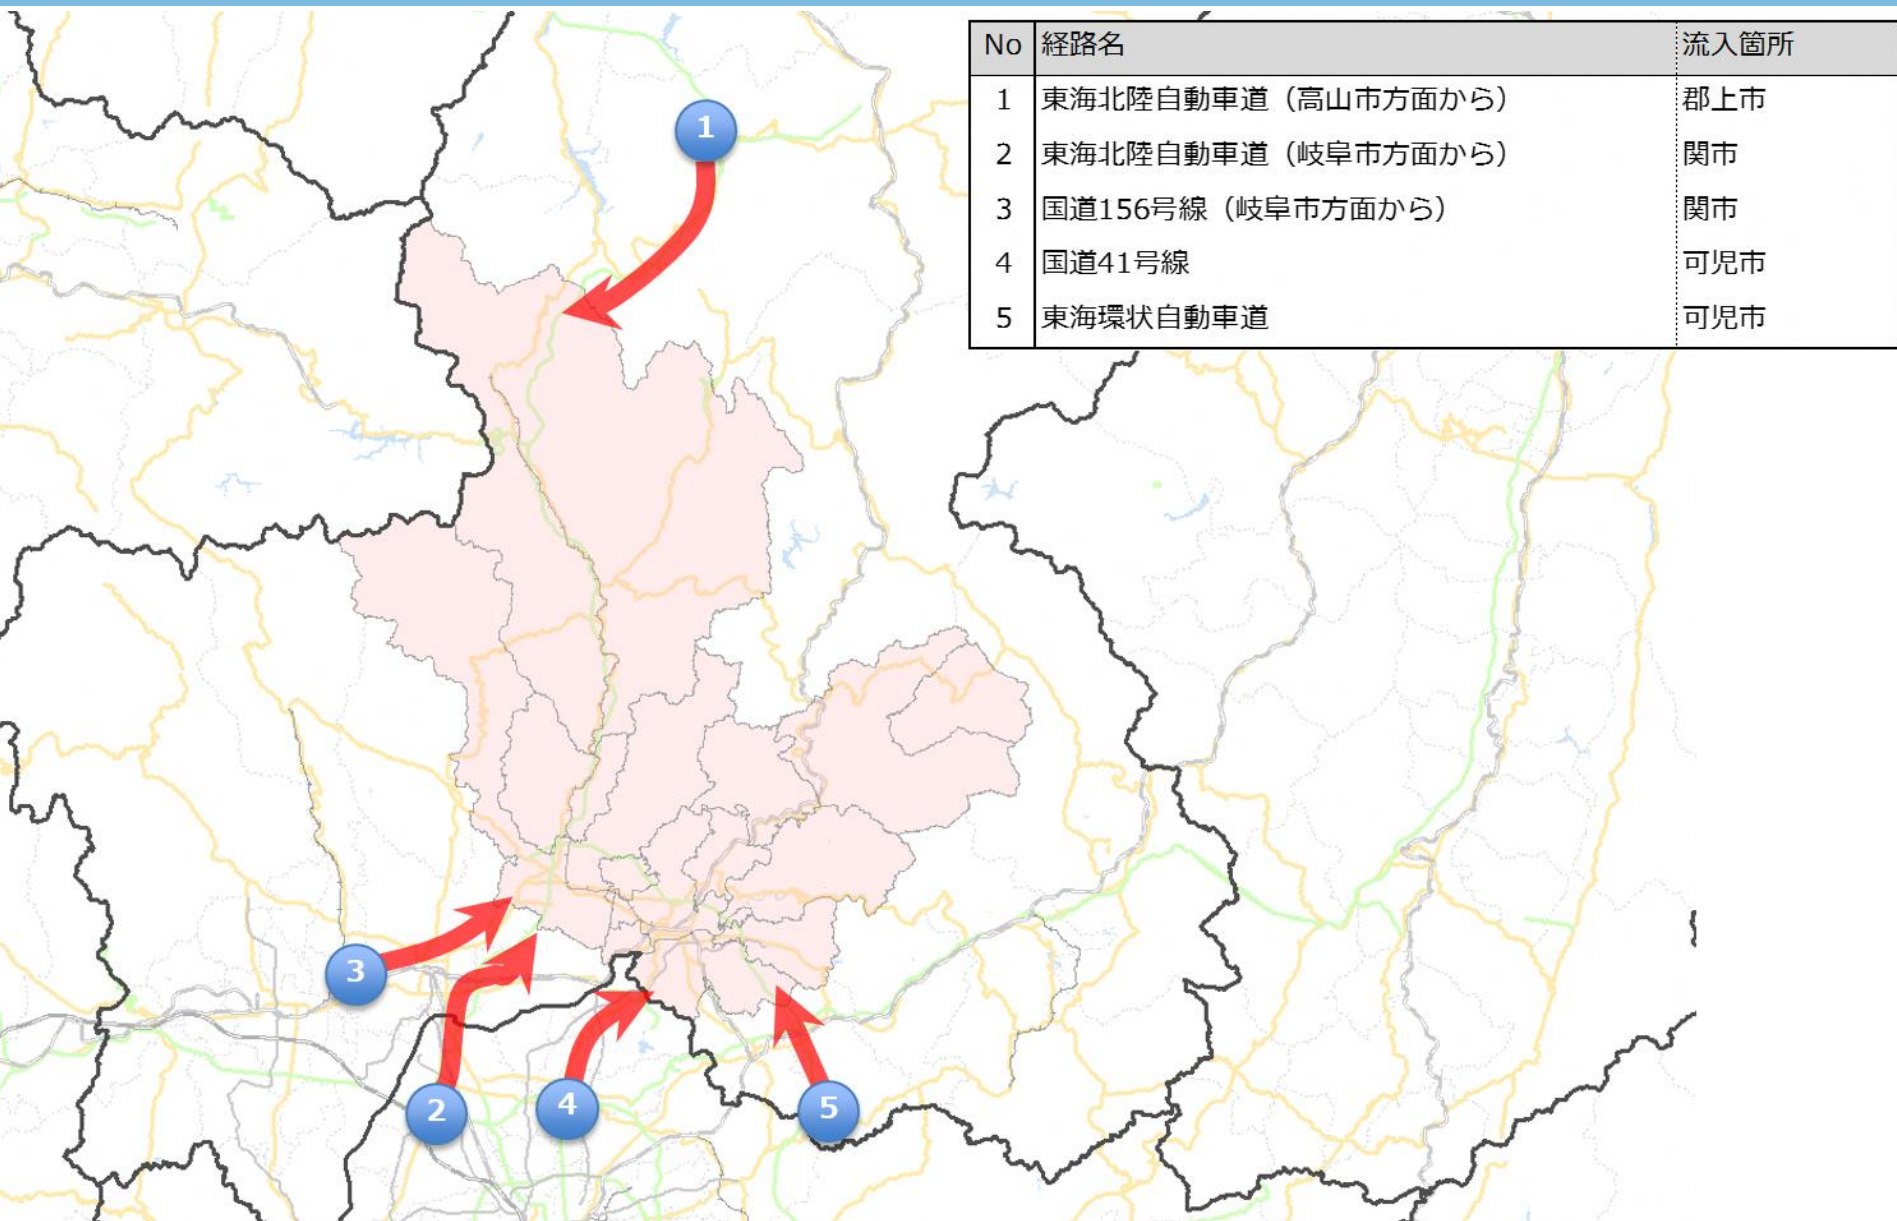 No 経路名 流入箇所
1 東海北陸自動車道（高山市方面から） 郡上市
2 東海北陸自動車道（岐阜市方面から） 関市
3 国道156号線（岐阜市方面から） 関市
4 国道41号線 可児市
5 東海環状自動車道 可児市
1
3
2
4
5